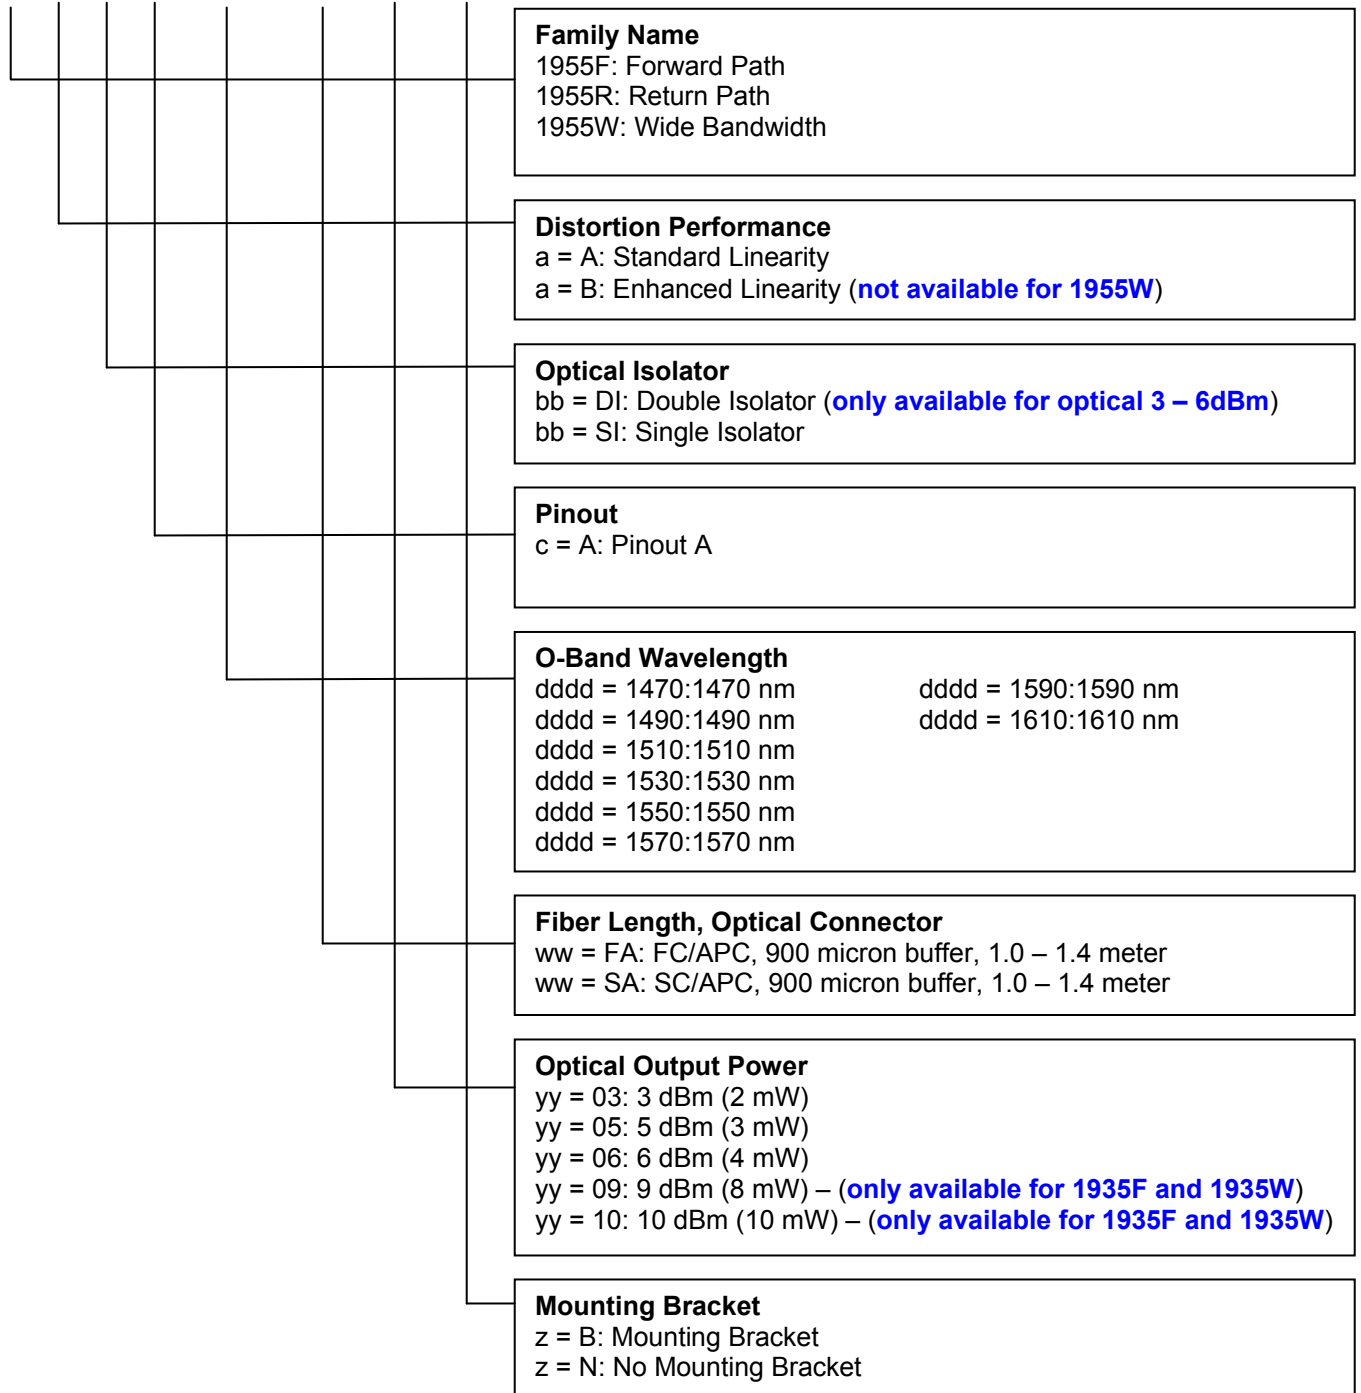 Family Name
1955F: Forward Path
1955R: Return Path
1955W: Wide Bandwidth
Distortion Performance
a = A: Standard Linearity
a = B: Enhanced Linearity (not available for 1955W)
Optical Isolator
bb = DI: Double Isolator (only available for optical 3 – 6dBm)
bb = SI: Single Isolator
Pinout
c = A: Pinout A
O-Band Wavelength
dddd = 1470:1470 nm dddd = 1590:1590 nm
dddd = 1490:1490 nm dddd = 1610:1610 nm
dddd = 1510:1510 nm
dddd = 1530:1530 nm
dddd = 1550:1550 nm
dddd = 1570:1570 nm
Fiber Length, Optical Connector
ww = FA: FC/APC, 900 micron buffer, 1.0 – 1.4 meter
ww = SA: SC/APC, 900 micron buffer, 1.0 – 1.4 meter
Optical Output Power
yy = 03: 3 dBm (2 mW)
yy = 05: 5 dBm (3 mW)
yy = 06: 6 dBm (4 mW)
yy = 09: 9 dBm (8 mW) – (only available for 1935F and 1935W)
yy = 10: 10 dBm (10 mW) – (only available for 1935F and 1935W)
Mounting Bracket
z = B: Mounting Bracket
z = N: No Mounting Bracket